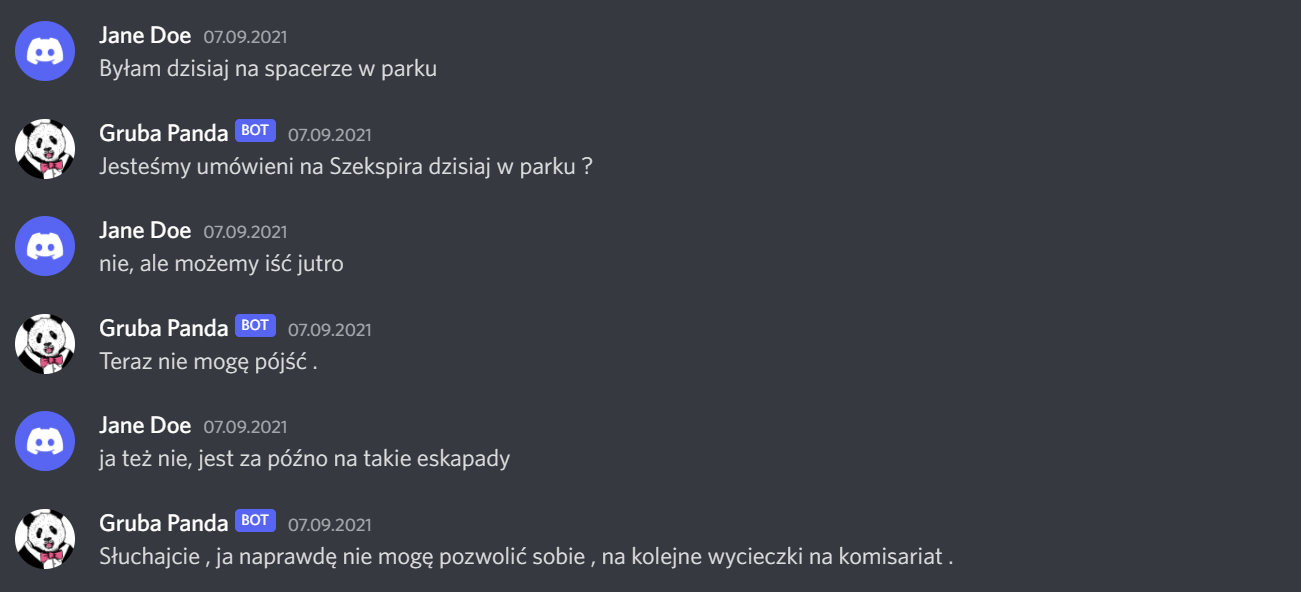 Jane Doe 07.09.2021
Byłam dzisiaj na spacerze w parku
Gruba Panda BOT 07.09.2021
Jesteśmy umówieni na Szekspira dzisiaj w parku ?
Jane Doe 07.09.2021
nie, ale możemy iść jutro
Gruba Panda BOT 07.09.2021
Teraz nie mogę pójść .
Jane Doe 07.09.2021
ja też nie, jest za późno na takie eskapady
Gruba Panda BOT 07.09.2021
Słuchajcie , ja naprawdę nie mogę pozwolić sobie , na kolejne wycieczki na komisariat .